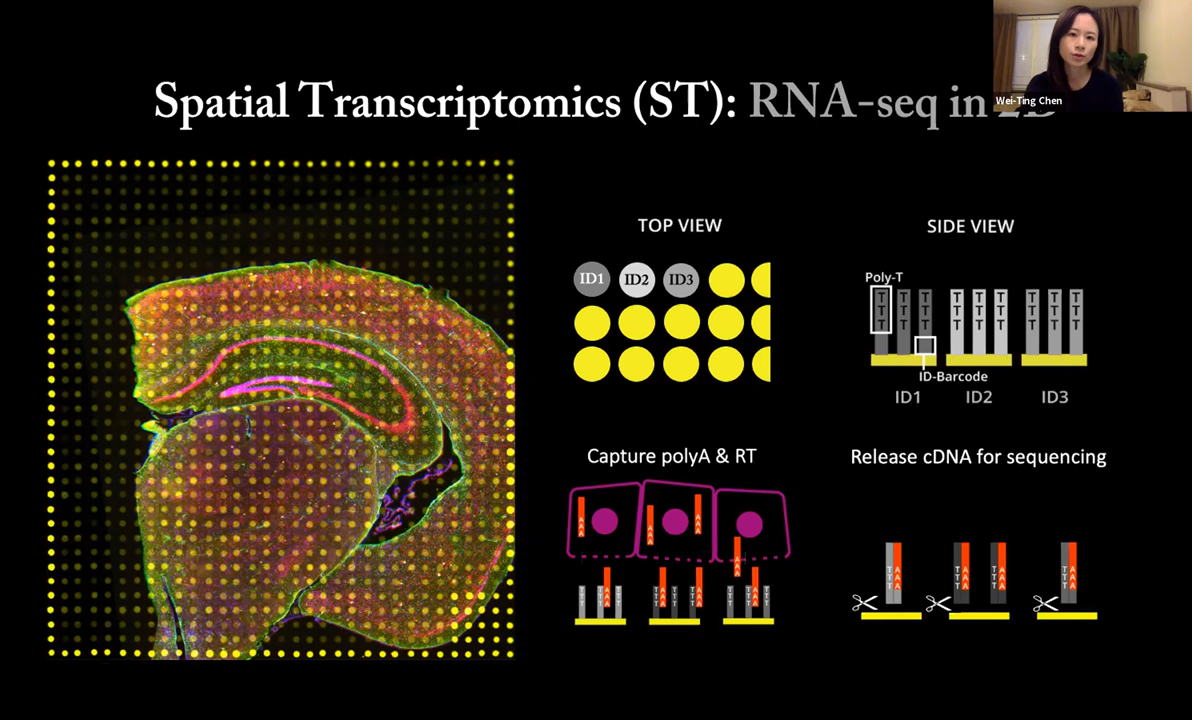 Spatial Transcriptomics (ST): RNA-seq in 2D
Wei-Ting Chen
TOP VIEW
ID1 ID2 ID3
SIDE VIEW
Poly-T
T T T T T T T T T
T T T T T T T T T
T T T T T T T T T
ID-Barcode
ID1 ID2 ID3
Capture polyA & RT
Release cDNA for sequencing